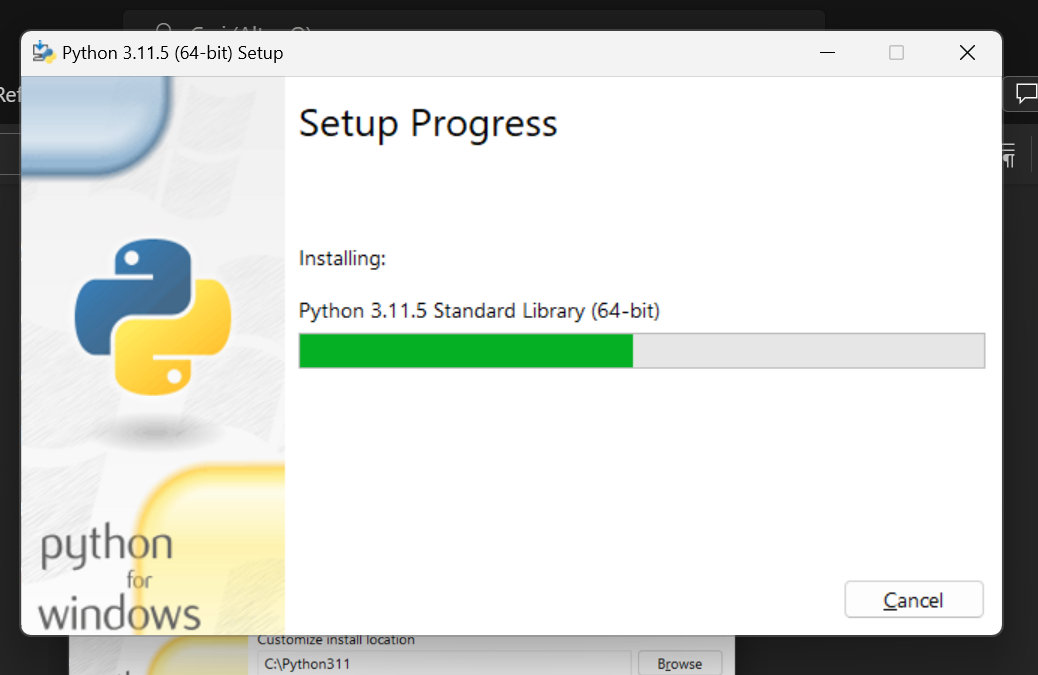 Python 3.11.5 (64-bit) Setup
Setup Progress
Installing:
Python 3.11.5 Standard Library (64-bit)
python
for
windows
Cancel
Customize install location
C:\Python311
Browse